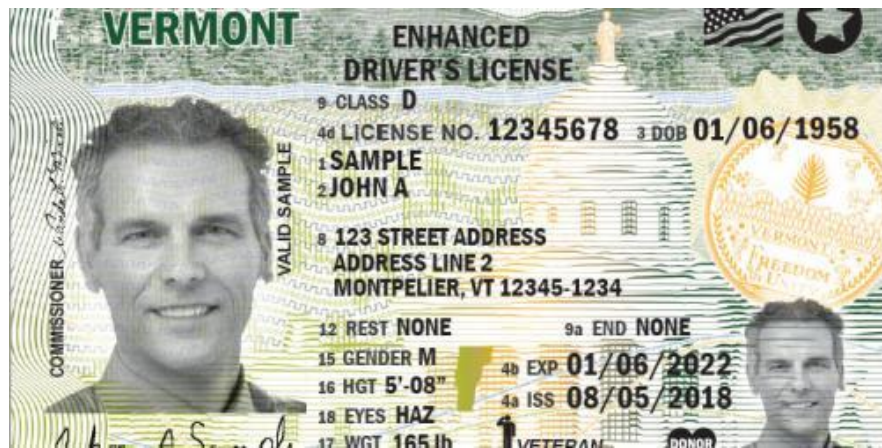 VERMONT
ENHANCED
DRIVER'S LICENSE
9 CLASS D
4d LICENSE NO. 12345678 3 DOB 01/06/1958
1 SAMPLE
2 JOHN A
8 123 STREET ADDRESS
ADDRESS LINE 2
MONTPELIER, VT 12345-1234
12 REST NONE 9a END NONE
15 GENDER M 4b EXP 01/06/2022
16 HGT 5'-08" 4a ISS 08/05/2018
18 EYES HAZ
17 WGT 165 lb VETERAN DONOR
COMMISSIONER
VALID SAMPLE
VERMONT
FREEDOM